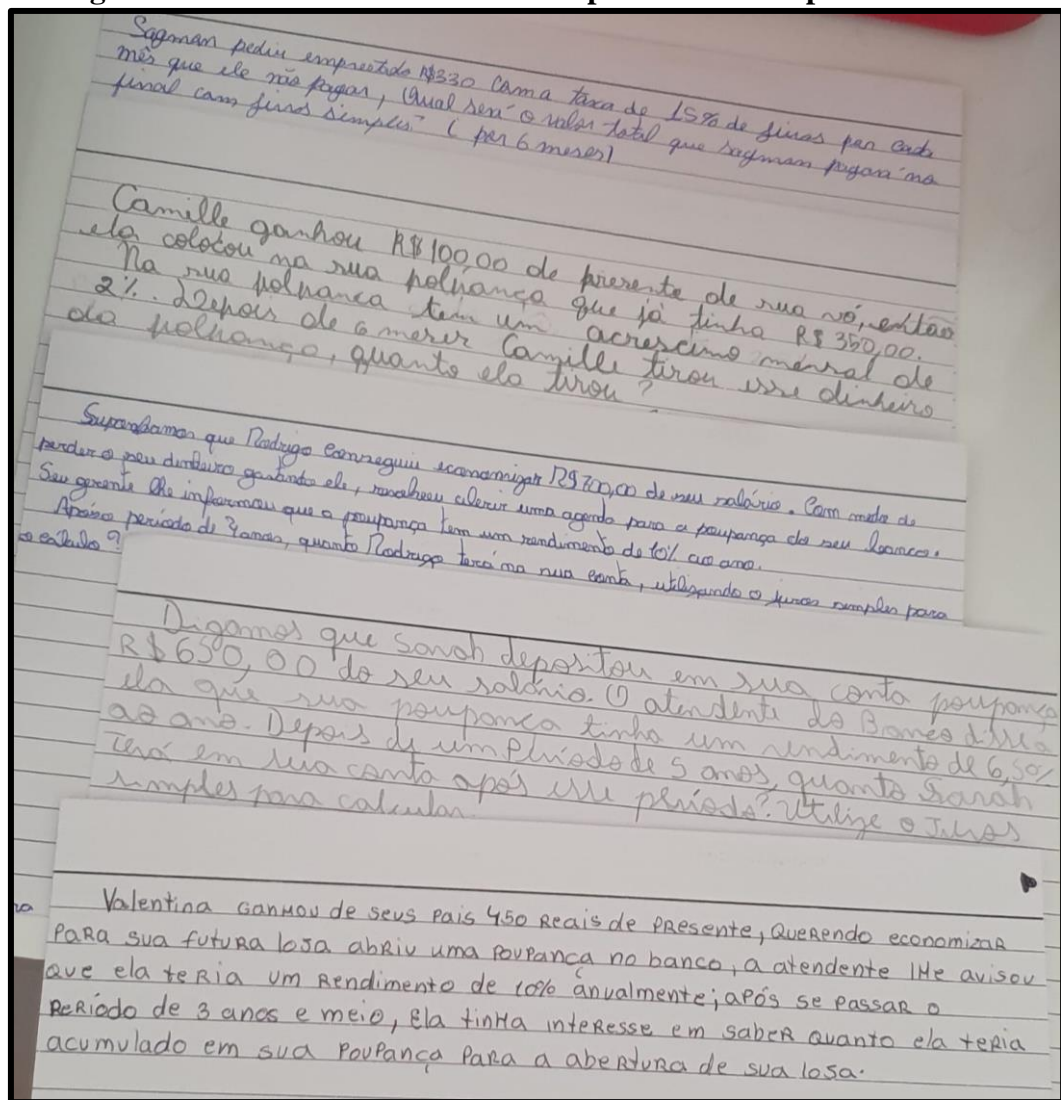 Sagman pediu emprestado R$330 com a taxa de 15% de juros por cada
mês que ele não pagar, Qual será o valor total que sagman pagará no
final com juros simples? (per 6 meses)
Camille ganhou R$100,00 de presente de sua vó, então
ela colocou na sua poupança que já tinha R$ 350,00.
Na sua poupança tem um acrescimo mensal de
2%. Depois de 6 meses Camille tirou esse dinheiro
da poupança, quanto ela tirou?
Suponhamos que Rodrigo conseguiu economizar R$700,00 de seu salário. Com medo de
perder o seu dinheiro gastando ele, resolveu abrir uma para a poupança do seu banco.
Seu gerente lhe informou que a poupança tem um rendimento de 10% ao ano.
Após o período de anos, quanto Rodrigo terá na sua conta, utilizando o juros simples para
o calculo?
Digamos que Sarah depositou em sua conta poupança
R$650,00 do seu salário. O atendente do Banco disse a
ela que sua poupança tinha um rendimento de 6,50%
ao ano. Depois de um período de 5 anos, quanto Sarah
Terá em sua conta após esse período? Utilize o Juros
simples para calcular.
Valentina Ganhou de seus pais 450 Reais de presente, Querendo economizar
Para sua futura loja abriu uma poupança no banco, a atendente lhe avisou
que ela teria um Rendimento de 10% anualmente; após se passar o
Período de 3 anos e meio, Ela tinha interesse em saber quanto ela teria
acumulado em sua Poupança Para a abertura de sua loja.